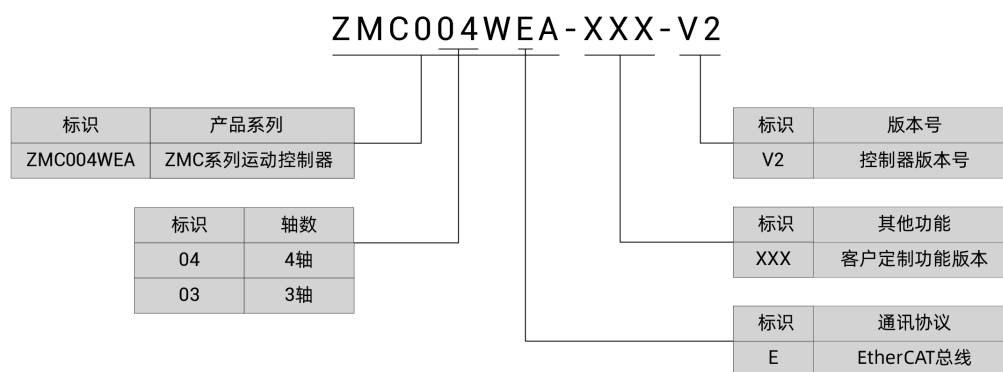 ZMC004WEA-XXX-V2
标识 产品系列
ZMC004WEA ZMC系列运动控制器
标识 轴数
04 4轴
03 3轴
标识 版本号
V2 控制器版本号
标识 其他功能
XXX 客户定制功能版本
标识 通讯协议
E EtherCAT总线